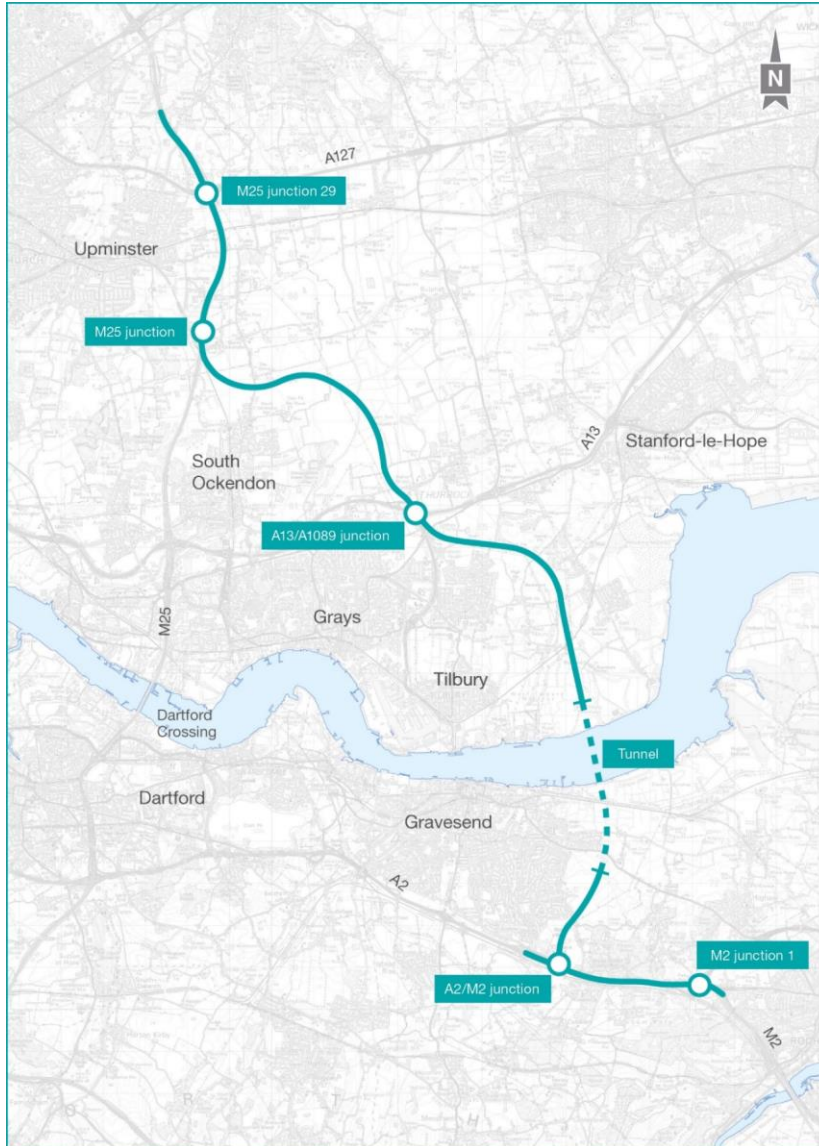 N
A127
M25 junction 29
Upminster
M25 junction
A13
Stanford-le-Hope
South
Ockendon
A13/A1089 junction
Grays
M25
Tilbury
Dartford
Crossing
Tunnel
Dartford
Gravesend
A2
M2 junction 1
A2/M2 junction
M2